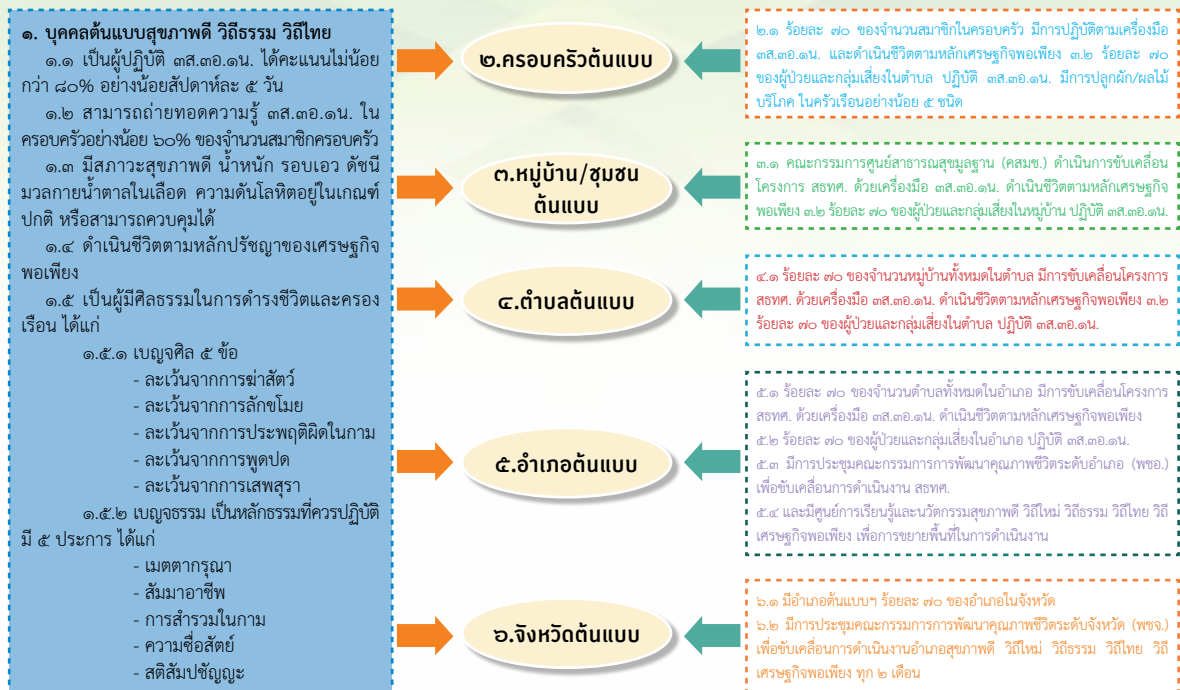 ๑. บุคคลต้นแบบสุขภาพดี วิถีธรรม วิถีไทย
๑.๑ เป็นผู้ปฏิบัติ ๓ส.๓อ.๑น. ได้คะแนนไม่น้อย
กว่า ๘๐% อย่างน้อยสัปดาห์ละ ๕ วัน
๑.๒ สามารถถ่ายทอดความรู้ ๓ส.๓อ.๑น. ใน
ครอบครัวอย่างน้อย ๖๐% ของจำนวนสมาชิกครอบครัว
๑.๓ มีสภาวะสุขภาพดี น้ำหนัก รอบเอว ดัชนี
มวลกายน้ำตาลในเลือด ความดันโลหิตอยู่ในเกณฑ์
ปกติ หรือสามารถควบคุมได้
๑.๔ ดำเนินชีวิตตามหลักปรัชญาของเศรษฐกิจ
พอเพียง
๑.๕ เป็นผู้มีศิลธรรมในการดำรงชีวิตและครอง
เรือน ได้แก่
๑.๕.๑ เบญจศิล ๕ ข้อ
- ละเว้นจากการฆ่าสัตว์
- ละเว้นจากการลักขโมย
- ละเว้นจากการประพฤติผิดในกาม
- ละเว้นจากการพูดปด
- ละเว้นจากการเสพสุรา
๑.๕.๒ เบญจธรรม เป็นหลักธรรมที่ควรปฏิบัติ
มี ๕ ประการ ได้แก่
- เมตตากรุณา
- สัมมาอาชีพ
- การสำรวมในกาม
- ความซื่อสัตย์
- สติสัมปชัญญะ
๒.ครอบครัวต้นแบบ
๒.๑ ร้อยละ ๗๐ ของจำนวนสมาชิกในครอบครัว มีการปฏิบัติตามเครื่องมือ
๓ส.๓อ.๑น. และดำเนินชีวิตตามหลักเศรษฐกิจพอเพียง ๓.๒ ร้อยละ ๗๐
ของผู้ป่วยและกลุ่มเสี่ยงในตำบล ปฏิบัติ ๓ส.๓อ.๑น. มีการปลูกผัก/ผลไม้
บริโภค ในครัวเรือนอย่างน้อย ๕ ชนิด
๓.หมู่บ้าน/ชุมชน
ต้นแบบ
๓.๑ คณะกรรมการศูนย์สาธารณสุขมูลฐาน (คสมช.) ดำเนินการขับเคลื่อน
โครงการ สธทศ. ด้วยเครื่องมือ ๓ส.๓อ.๑น. ดำเนินชีวิตตามหลักเศรษฐกิจ
พอเพียง ๓.๒ ร้อยละ ๗๐ ของผู้ป่วยและกลุ่มเสี่ยงในหมู่บ้าน ปฏิบัติ ๓ส.๓อ.๑น.
๔.ตำบลต้นแบบ
๔.๑ ร้อยละ ๗๐ ของจำนวนหมู่บ้านทั้งหมดในตำบล มีการขับเคลื่อนโครงการ
สธทศ. ด้วยเครื่องมือ ๓ส.๓อ.๑น. ดำเนินชีวิตตามหลักเศรษฐกิจพอเพียง ๓.๒
ร้อยละ ๗๐ ของผู้ป่วยและกลุ่มเสี่ยงในตำบล ปฏิบัติ ๓ส.๓อ.๑น.
๕.อำเภอต้นแบบ
๕.๑ ร้อยละ ๗๐ ของจำนวนตำบลทั้งหมดในอำเภอ มีการขับเคลื่อนโครงการ
สธทศ. ด้วยเครื่องมือ ๓ส.๓อ.๑น. ดำเนินชีวิตตามหลักเศรษฐกิจพอเพียง
๕.๒ ร้อยละ ๗๐ ของผู้ป่วยและกลุ่มเสี่ยงในอำเภอ ปฏิบัติ ๓ส.๓อ.๑น.
๕.๓ มีการประชุมคณะกรรมการการพัฒนาคุณภาพชีวิตระดับอำเภอ (พชอ.)
เพื่อขับเคลื่อนการดำเนินงาน สธทศ.
๕.๔ และมีศูนย์การเรียนรู้และนวัตกรรมสุขภาพดี วิถีใหม่ วิถีธรรม วิถีไทย วิถี
เศรษฐกิจพอเพียง เพื่อการขยายพื้นที่ในการดำเนินงาน
๖.จังหวัดต้นแบบ
๖.๑ มีอำเภอต้นแบบฯ ร้อยละ ๗๐ ของอำเภอในจังหวัด
๖.๒ มีการประชุมคณะกรรมการการพัฒนาคุณภาพชีวิตระดับจังหวัด (พชจ.)
เพื่อขับเคลื่อนการดำเนินงานอำเภอสุขภาพดี วิถีใหม่ วิถีธรรม วิถีไทย วิถี
เศรษฐกิจพอเพียง ทุก ๒ เดือน